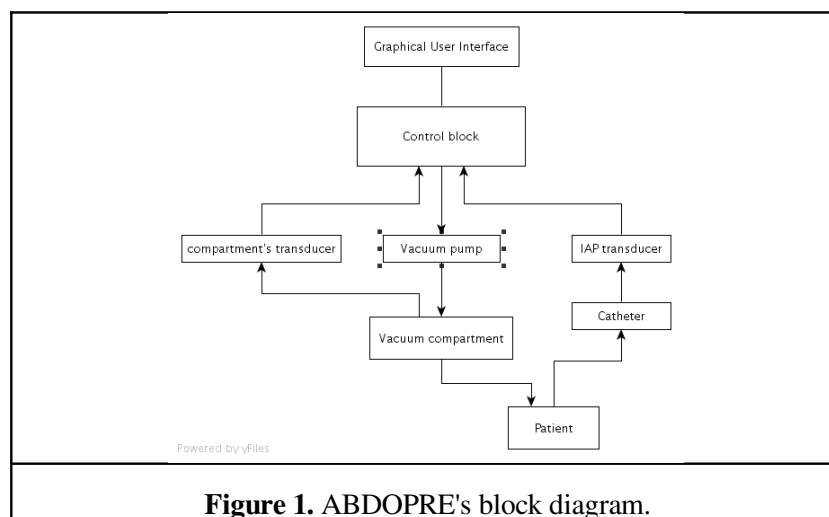 Graphical User Interface
Control block
compartment's transducer
Vacuum pump
IAP transducer
Catheter
Vacuum compartment
Patient
Powered by yFiles
Figure 1. ABDOPRE's block diagram.